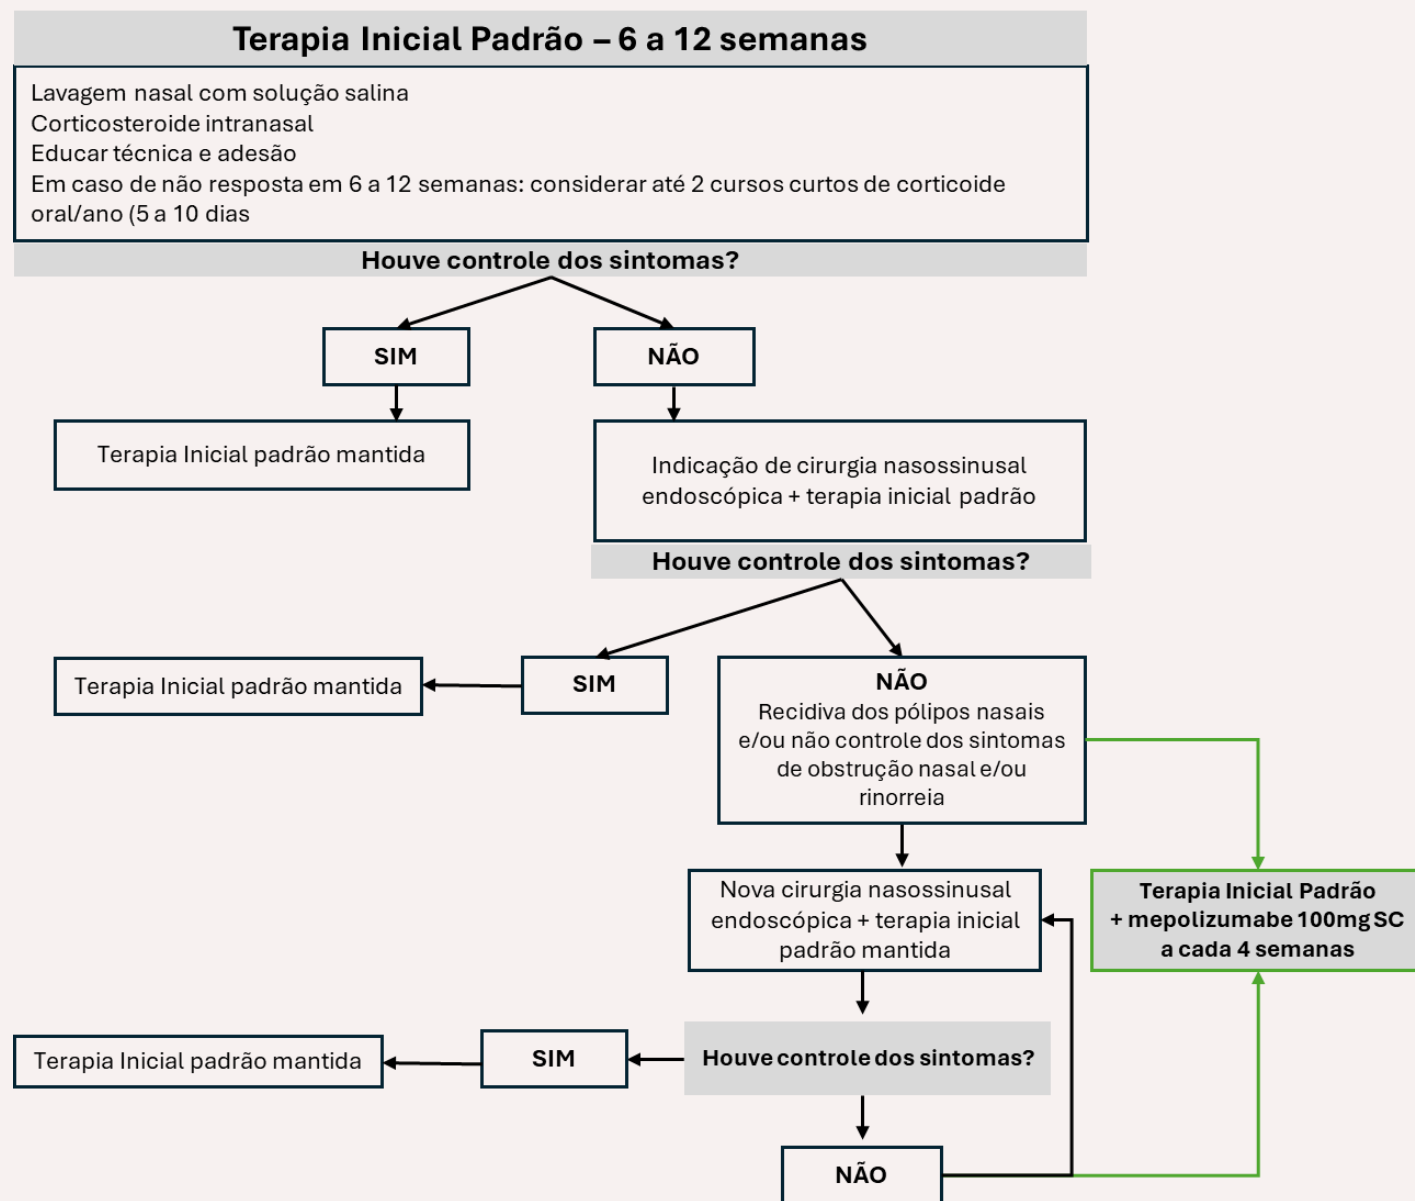 Terapia Inicial Padrão – 6 a 12 semanas
Lavagem nasal com solução salina
Corticosteroide intranasal
Educar técnica e adesão
Em caso de não resposta em 6 a 12 semanas: considerar até 2 cursos curtos de corticoide
oral/ano (5 a 10 dias
Houve controle dos sintomas?
SIM
NÃO
Terapia Inicial padrão mantida
Indicação de cirurgia nasossinusal
endoscópica + terapia inicial padrão
Houve controle dos sintomas?
Terapia Inicial padrão mantida
SIM
NÃO
Recidiva dos pólipos nasais
e/ou não controle dos sintomas
de obstrução nasal e/ou
rinorreia
Nova cirurgia nasossinusal
endoscópica + terapia inicial
padrão mantida
Terapia Inicial Padrão
+ mepolizumabe 100mg SC
a cada 4 semanas
Terapia Inicial padrão mantida
SIM
Houve controle dos sintomas?
NÃO